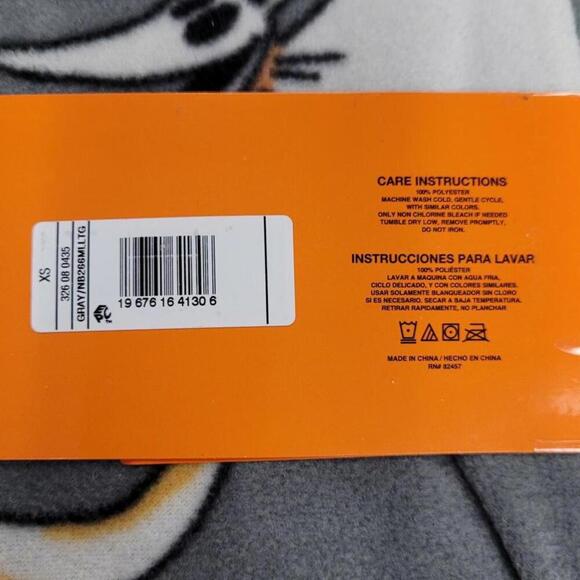 XS
326 08 0435
GRAY/NB266MLLTG
19676 16 4130 6
CARE INSTRUCTIONS
100% POLYESTER
MACHINE WASH COLD, GENTLE CYCLE,
WITH SIMILAR COLORS.
ONLY NON CHLORINE BLEACH IF NEEDED
TUMBLE DRY LOW, REMOVE PROMPTLY,
DO NOT IRON.
INSTRUCCIONES PARA LAVAR
100% POLIÉSTER
LAVAR A MAQUINA CON AGUA FRIA,
CICLO DELICADO, Y CON COLORES SIMILARES.
USAR SOLAMENTE BLANQUEADOR SIN CLORO
SI ES NECESARIO. SECAR A BAJA TEMPERATURA.
RETIRAR RAPIDAMENTE, NO PLANCHAR
MADE IN CHINA / HECHO EN CHINA
RN# 82457